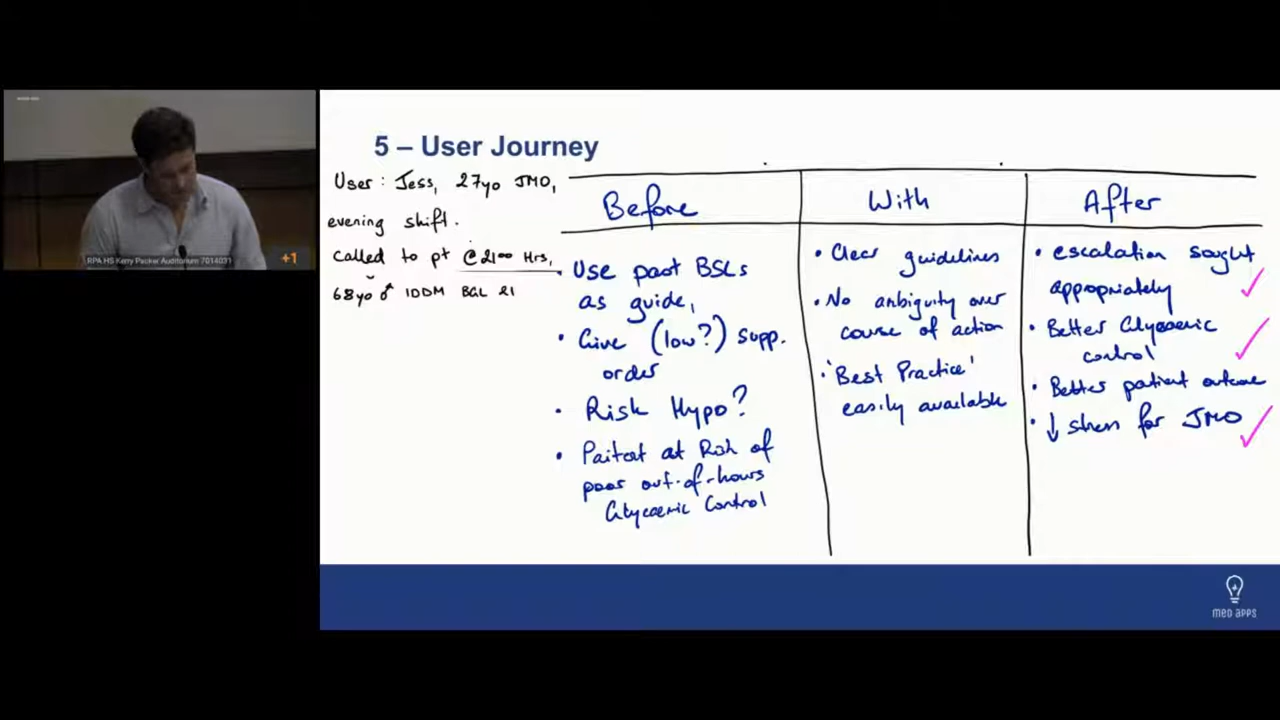 RPA HS Kerry Packer Auditorium 7014031
+1
5 – User Journey
User: Jess, 27yo JMO,
evening shift.
Called to pt @ 21⁰⁰ Hrs,
68yo ♂ IDDM BGL 21
Before
• Use past BSLs
as guide,
• Give (low?) supp.
order
• Risk Hypo?
• Paitent at Risk of
poor out-of-hours
Glycaemic Control
With
• Clear guidelines
• No ambiguity over
course of action
• 'Best Practice'
easily available
After
• escalation sought
appropriately
• Better Glycaemic
control
• Better patient outcome
• ↓ stress for JMO
MED APPS